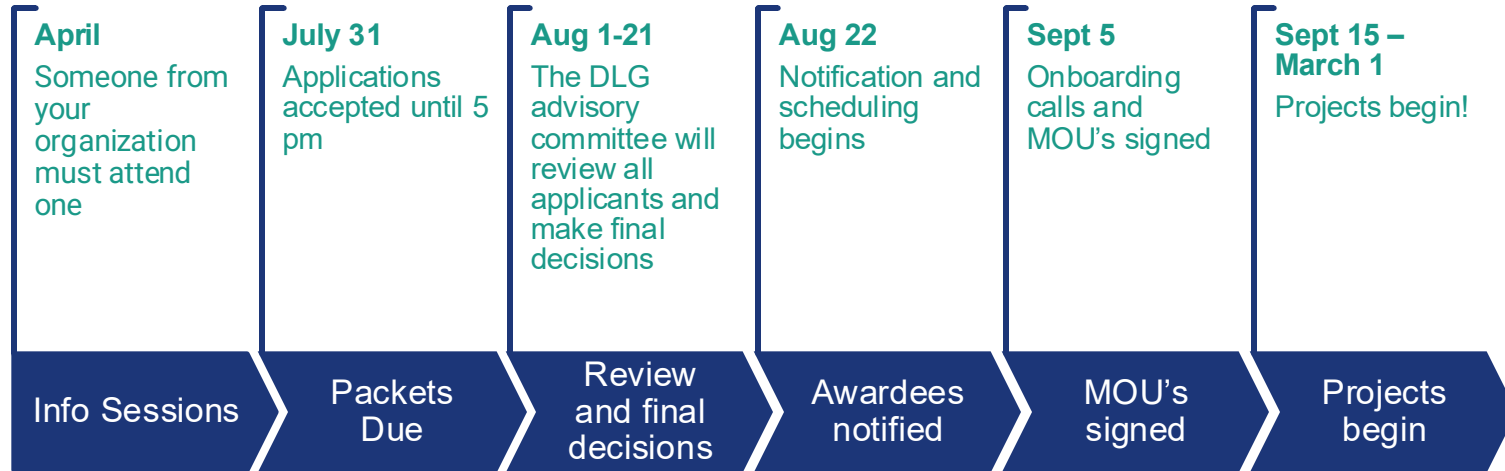 April
Someone from
your
organization
must attend
one
July 31
Applications
accepted until 5
pm
Aug 1-21
The DLG
advisory
committee will
review all
applicants and
make final
decisions
Aug 22
Notification and
scheduling
begins
Sept 5
Onboarding
calls and
MOU's signed
Sept 15 –
March 1
Projects begin!
Info Sessions
Packets
Due
Review
and final
decisions
Awardees
notified
MOU's
signed
Projects
begin